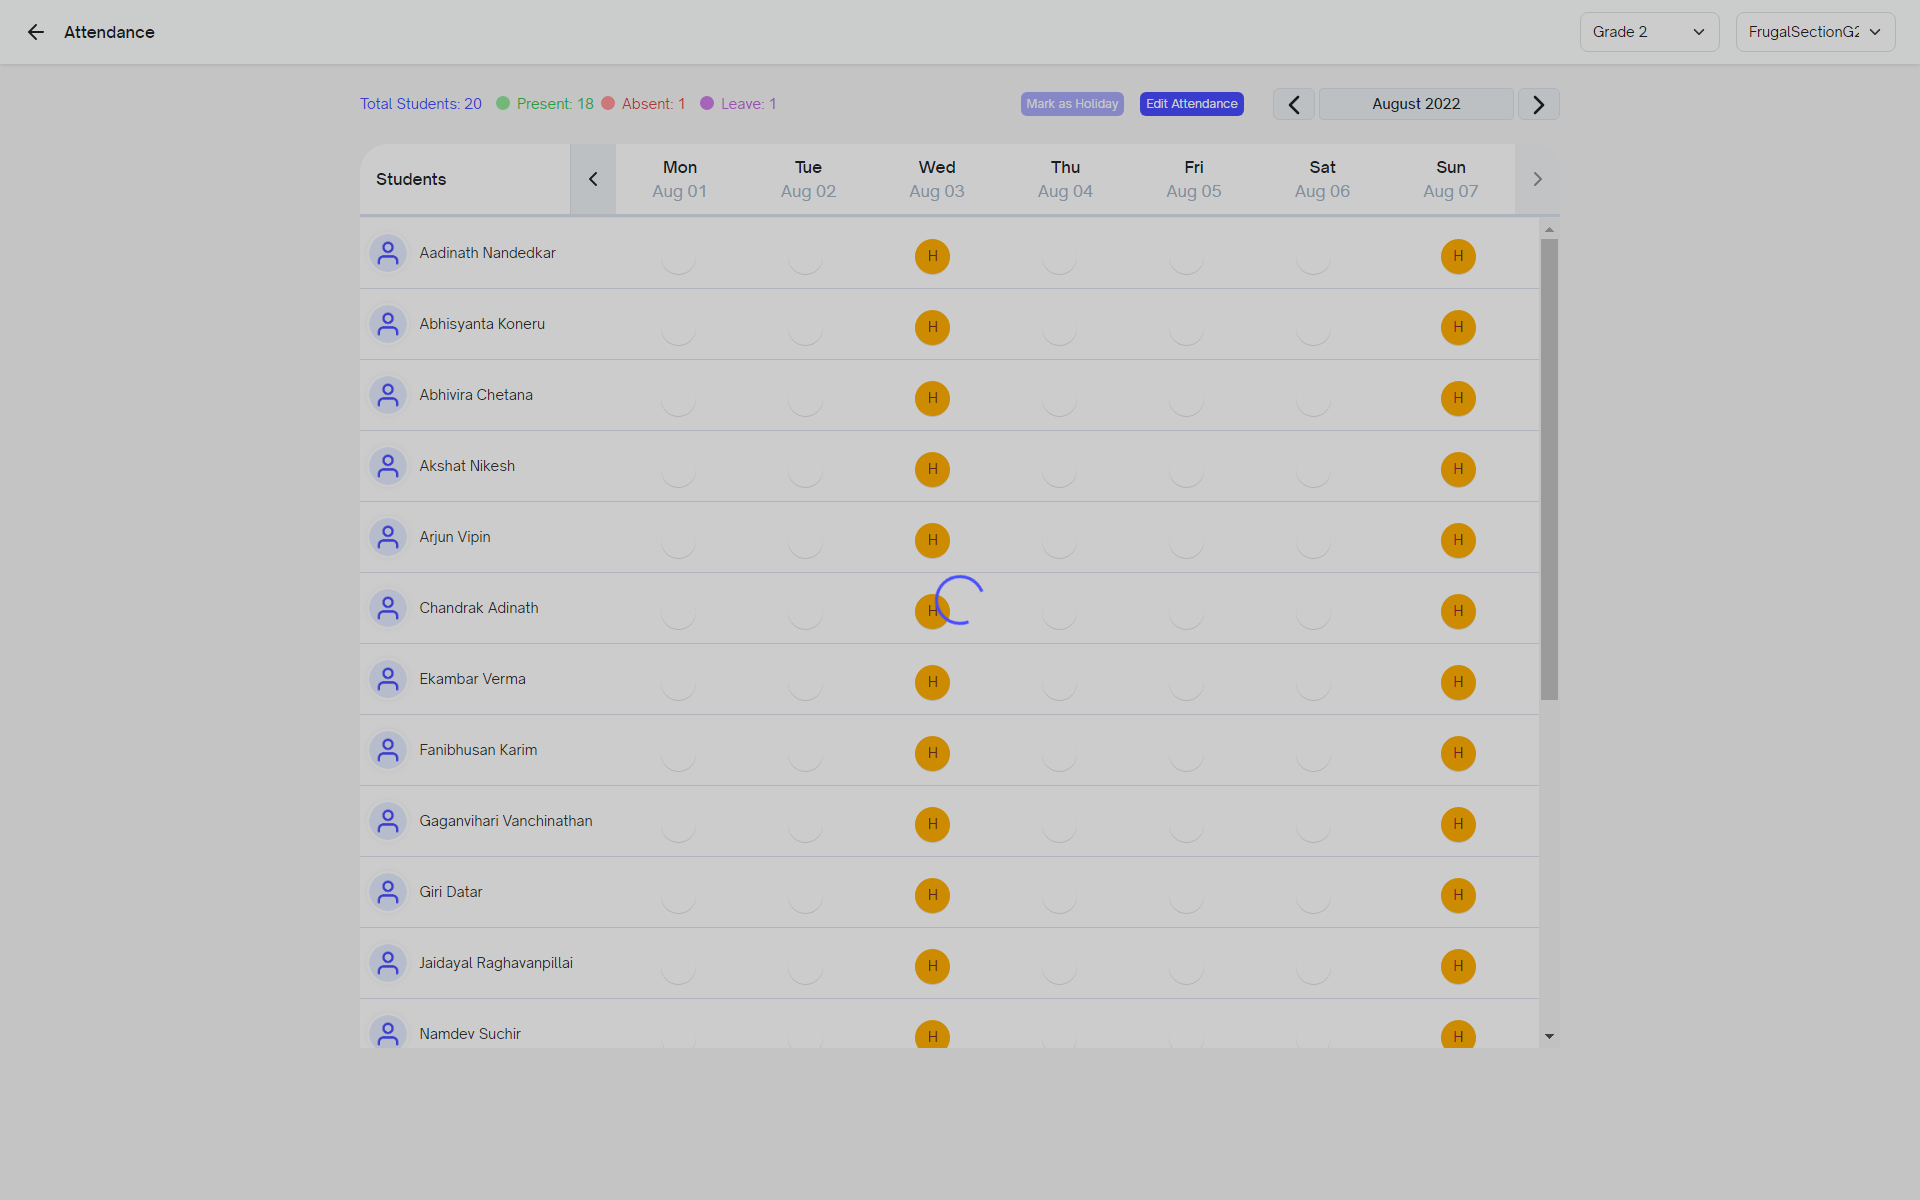 Attendance
Grade 2
FrugalSectionG2
Total Students: 20 Present: 18 Absent: 1 Leave: 1
Mark as Holiday
Edit Attendance
August 2022
Students
Mon Tue Wed Thu Fri Sat Sun
Aug 01 Aug 02 Aug 03 Aug 04 Aug 05 Aug 06 Aug 07
Aadinath Nandedkar H H
Abhisyanta Koneru H H
Abhivira Chetana H H
Akshat Nikesh H H
Arjun Vipin H H
Chandrak Adinath H H
Ekambar Verma H H
Fanibhusan Karim H H
Gaganvihari Vanchinathan H H
Giri Datar H H
Jaidayal Raghavanpillai H H
Namdev Suchir H H